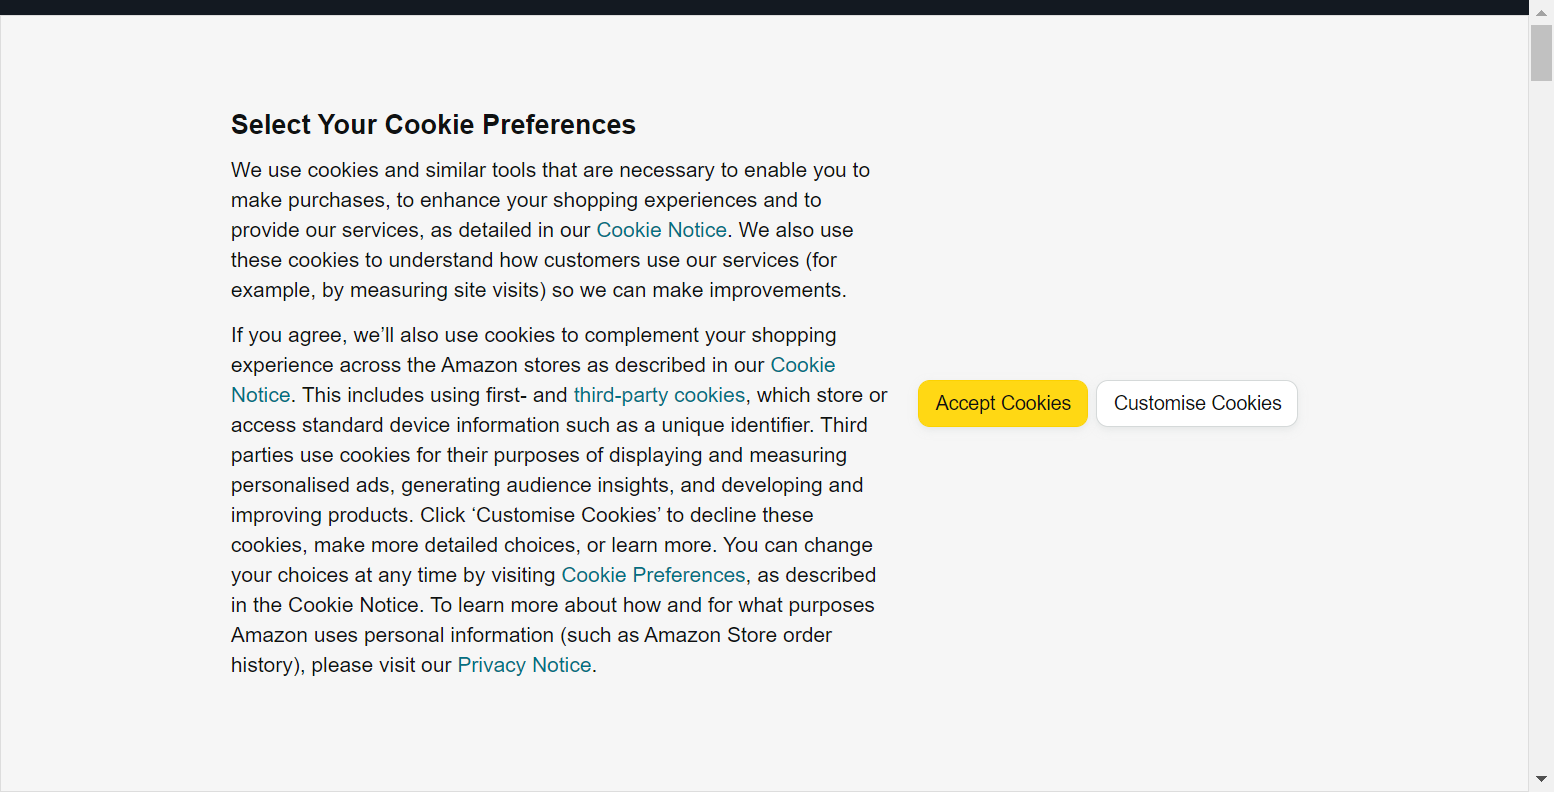 Select Your Cookie Preferences
We use cookies and similar tools that are necessary to enable you to
make purchases, to enhance your shopping experiences and to
provide our services, as detailed in our Cookie Notice. We also use
these cookies to understand how customers use our services (for
example, by measuring site visits) so we can make improvements.
If you agree, we’ll also use cookies to complement your shopping
experience across the Amazon stores as described in our Cookie
Notice. This includes using first- and third-party cookies, which store or
access standard device information such as a unique identifier. Third
parties use cookies for their purposes of displaying and measuring
personalised ads, generating audience insights, and developing and
improving products. Click ‘Customise Cookies’ to decline these
cookies, make more detailed choices, or learn more. You can change
your choices at any time by visiting Cookie Preferences, as described
in the Cookie Notice. To learn more about how and for what purposes
Amazon uses personal information (such as Amazon Store order
history), please visit our Privacy Notice.
Accept Cookies
Customise Cookies